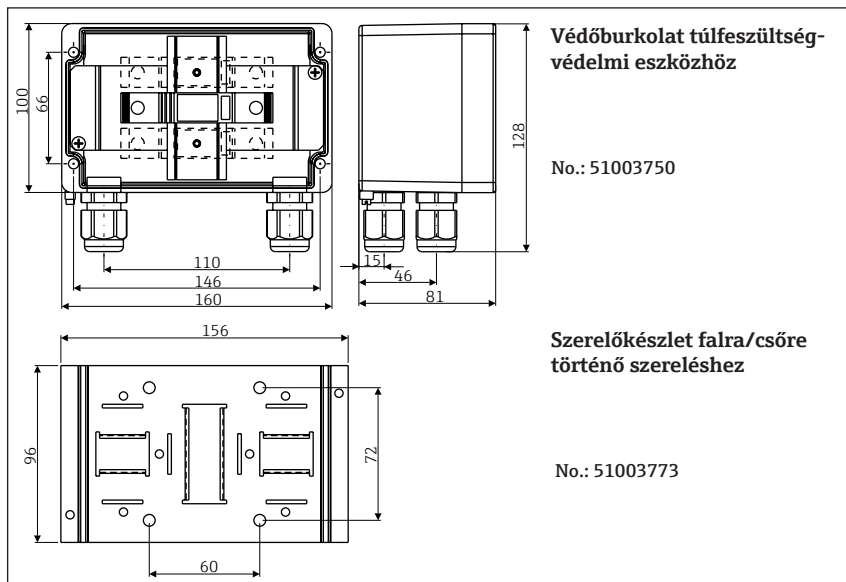 100
66
110
146
160
128
15
46
81
Védőburkolat túlfeszültség-
védelmi eszközhöz
No.: 51003750
156
96
72
60
Szerelőkészlet falra/csőre
történő szereléshez
No.: 51003773